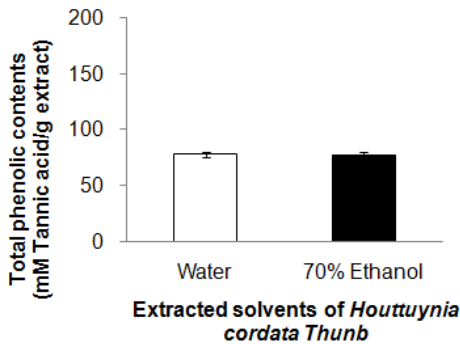 Total phenolic contents
(mM Tannic acid/g extract)
200
150
100
50
0
Water 70% Ethanol
Extracted solvents of Houttuynia
cordata Thunb